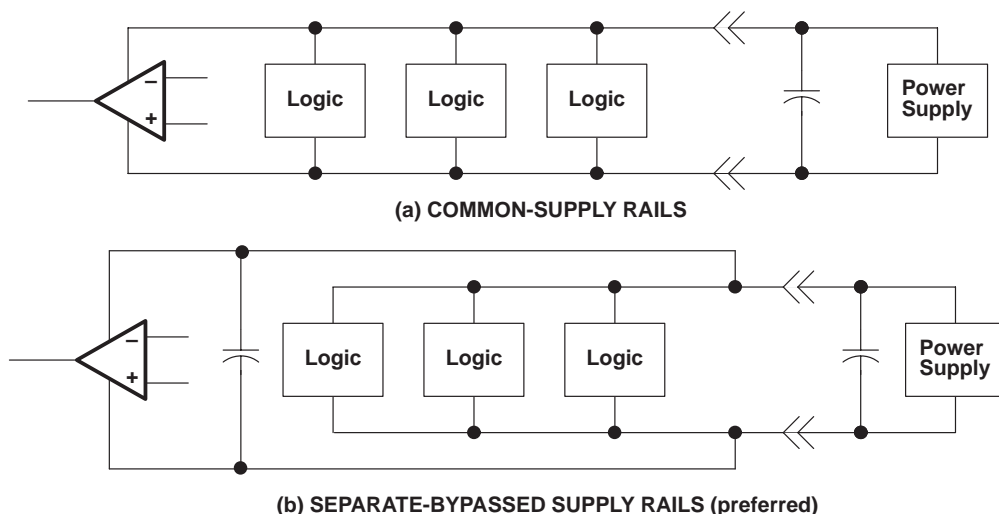 −
+
Logic
Logic
Logic
Power
Supply
(a) COMMON-SUPPLY RAILS
−
+
Logic
Logic
Logic
Power
Supply
(b) SEPARATE-BYPASSED SUPPLY RAILS (preferred)